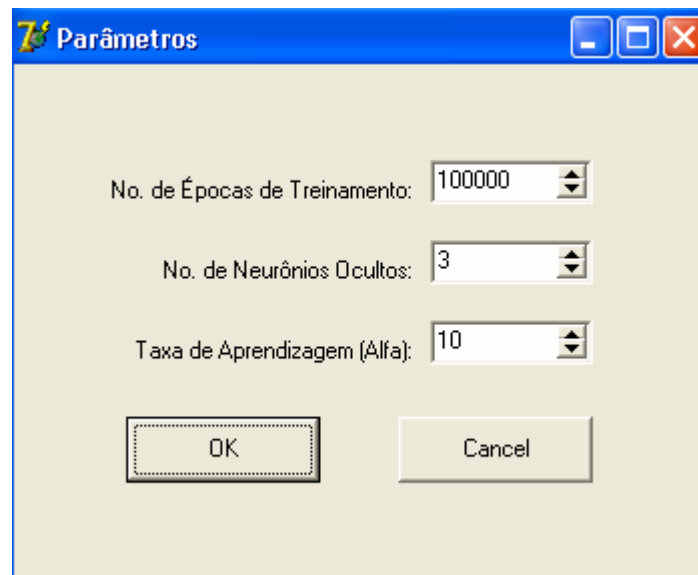 Parâmetros
No. de Épocas de Treinamento: 100000
No. de Neurônios Ocultos: 3
Taxa de Aprendizagem (Alfa): 10
OK Cancel